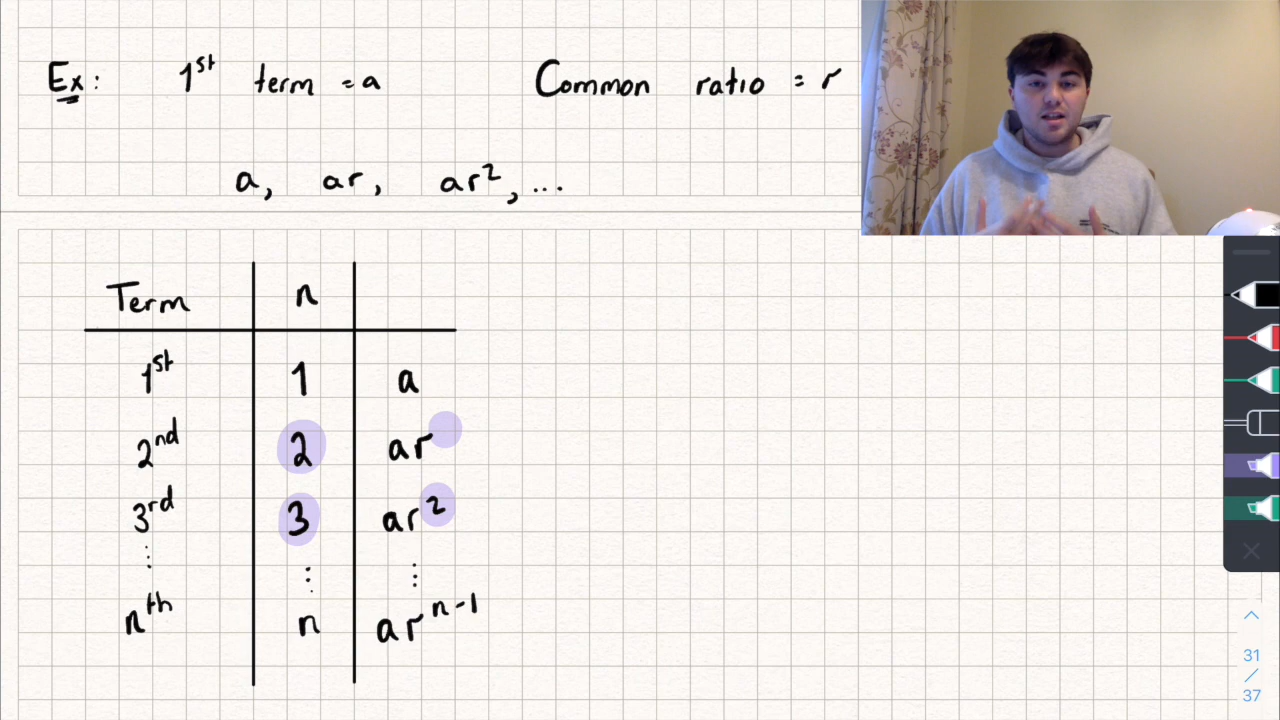 Ex: 1st term = a Common ratio = r
a, ar, ar², ...
Term n
1st 1 a
2nd 2 ar
3rd 3 ar²
⋮ ⋮ ⋮
nth n arⁿ⁻¹
31
/
37